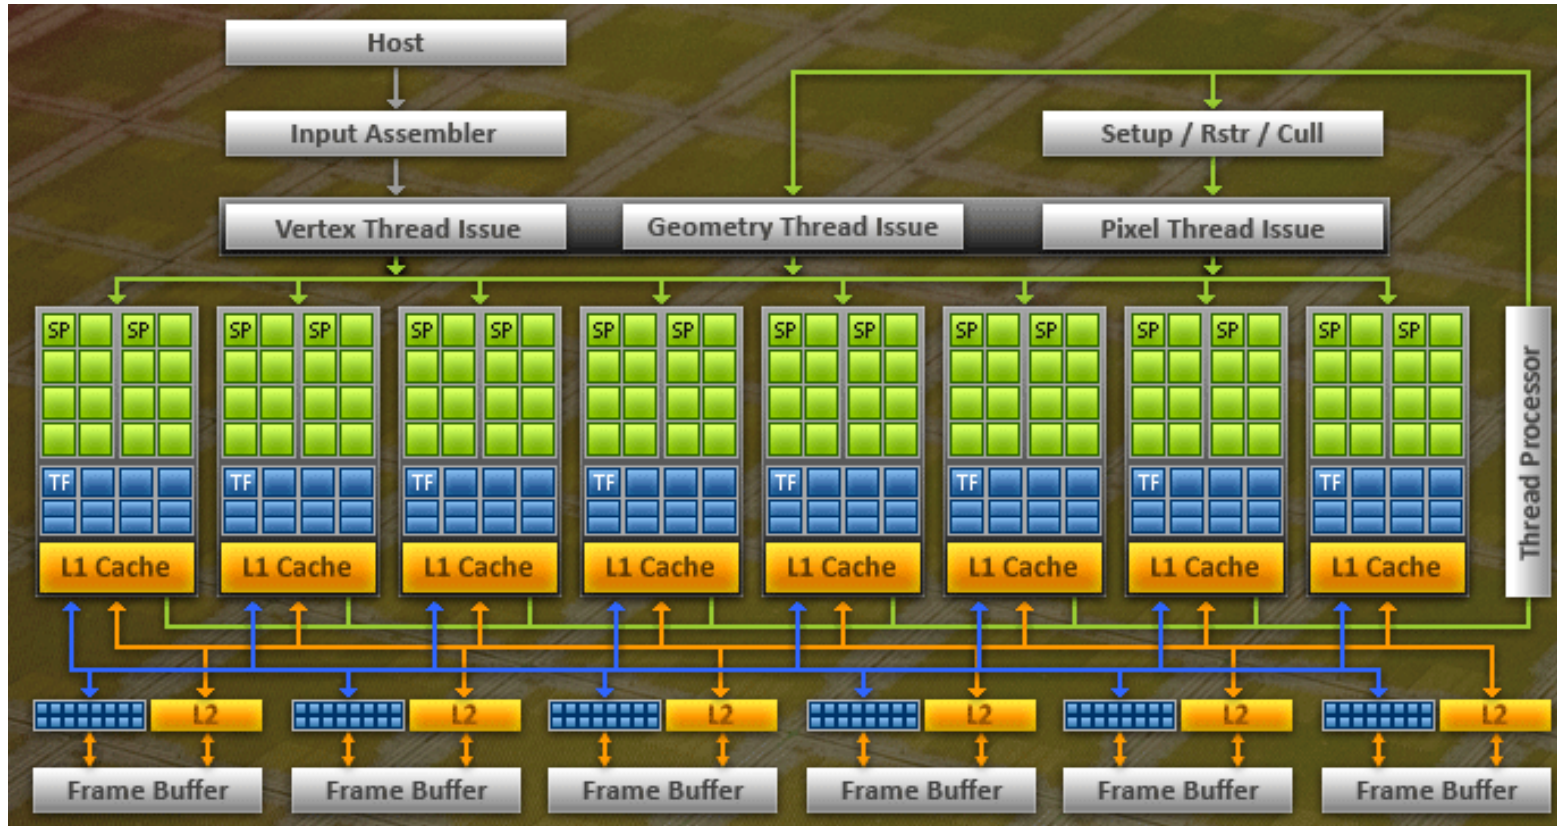 Host
Input Assembler
Setup / Rstr / Cull
Vertex Thread Issue
Geometry Thread Issue
Pixel Thread Issue
SP SP SP SP SP SP SP SP SP SP SP SP SP SP SP SP
TF TF TF TF TF TF TF TF
L1 Cache L1 Cache L1 Cache L1 Cache L1 Cache L1 Cache L1 Cache L1 Cache
Thread Processor
L2 L2 L2 L2 L2 L2
Frame Buffer Frame Buffer Frame Buffer Frame Buffer Frame Buffer Frame Buffer